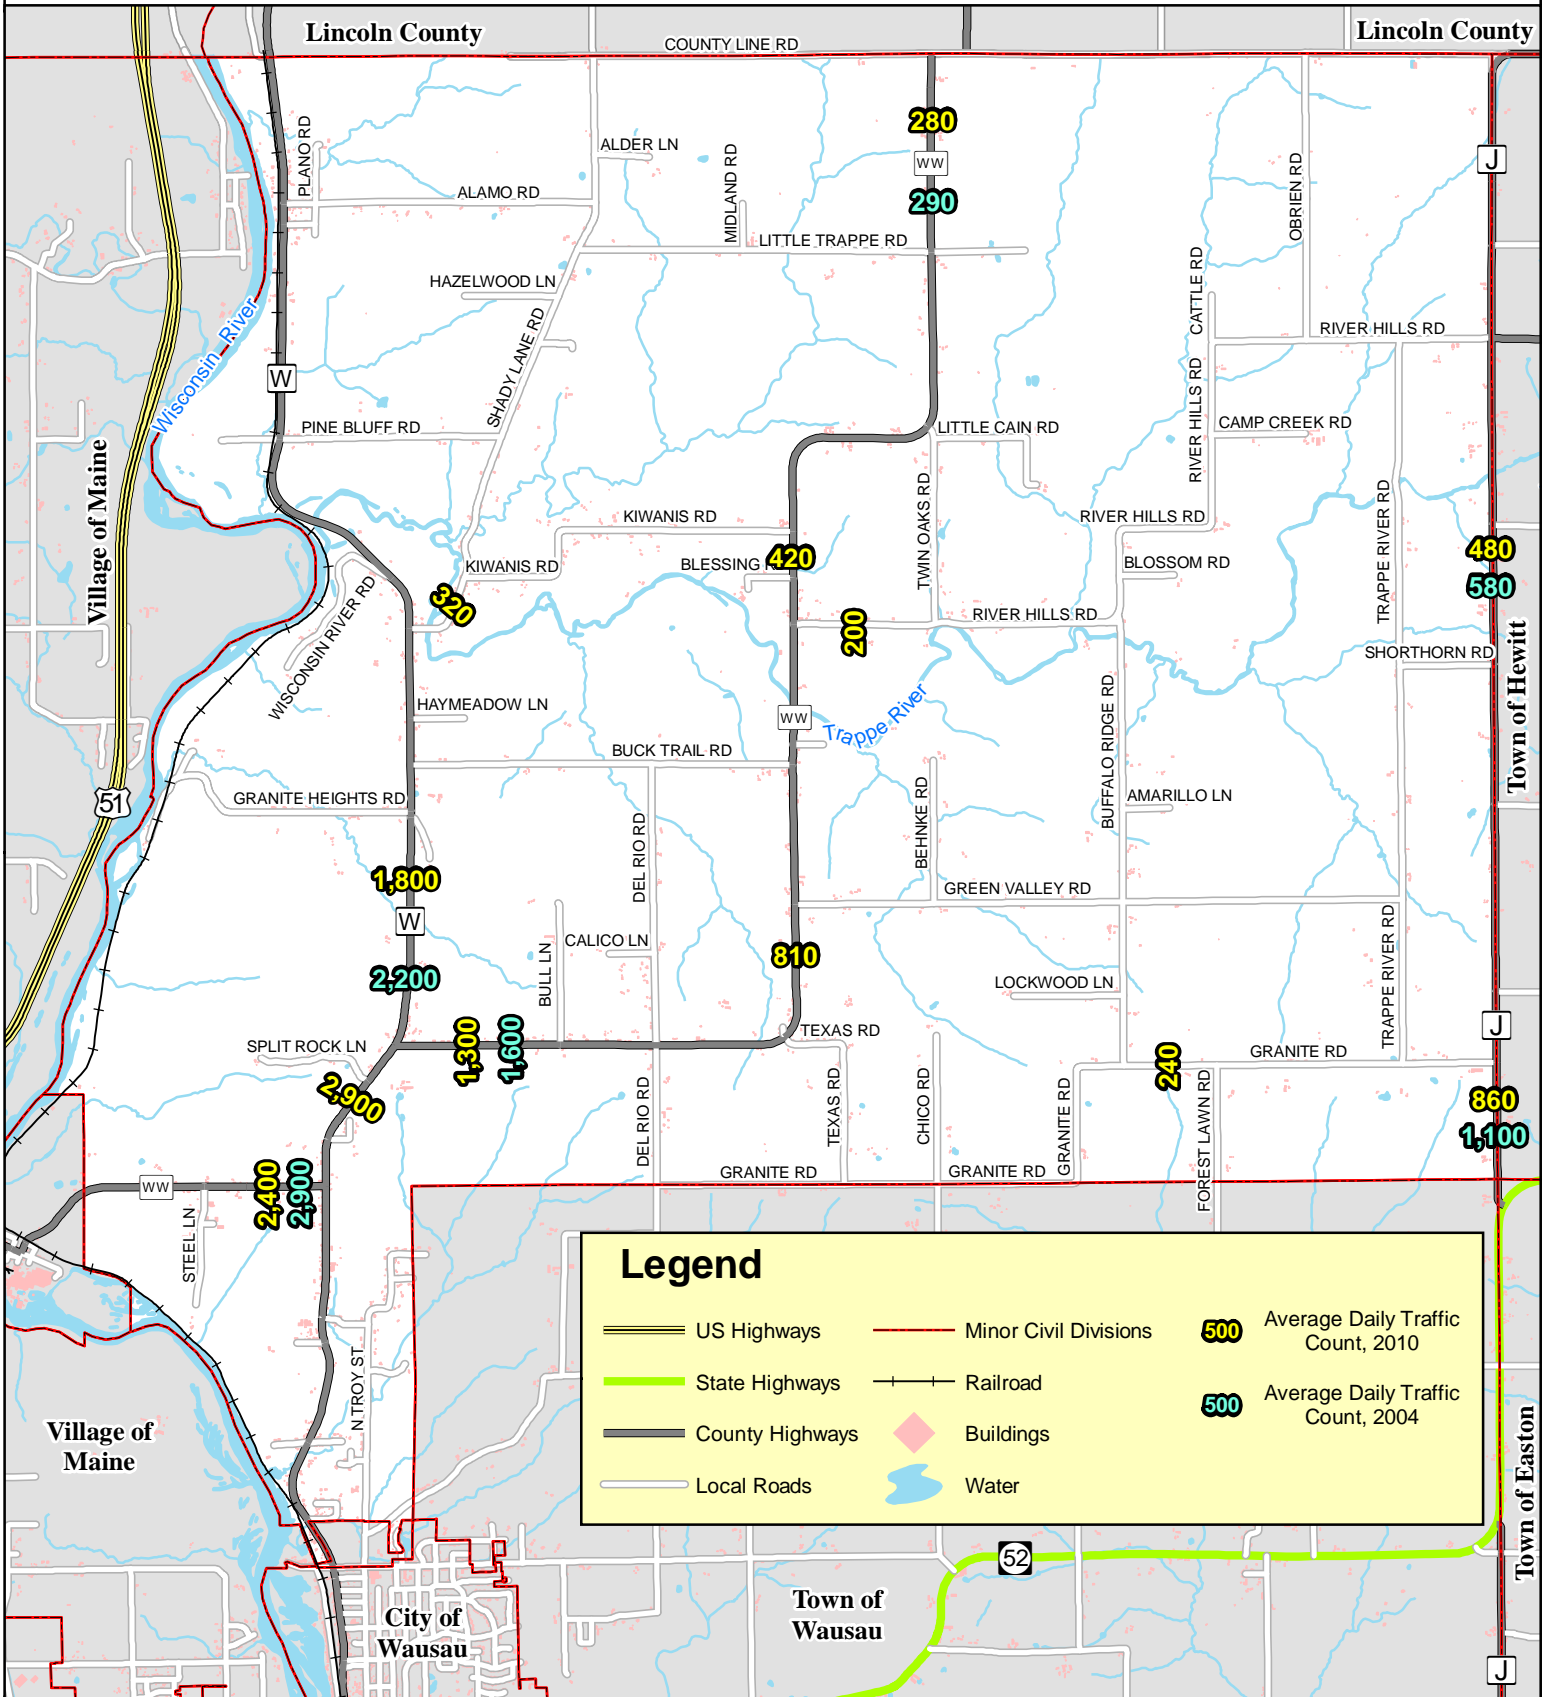 Lincoln County
Lincoln County
COUNTY LINE RD
280
PLANO RD
ALDER LN
MIDLAND RD
WW
J
OBRIEN RD
ALAMO RD
290
LITTLE TRAPPE RD
HAZELWOOD LN
CATTLE RD
Wisconsin River
RIVER HILLS RD
SHADY LANE RD
W
RIVER HILLS RD
PINE BLUFF RD
LITTLE CAIN RD
CAMP CREEK RD
Village of Maine
TWIN OAKS RD
TRAPPE RIVER RD
KIWANIS RD
RIVER HILLS RD
480
420
KIWANIS RD
BLESSING
BLOSSOM RD
580
320
WISCONSIN RIVER RD
200
RIVER HILLS RD
SHORTHORN RD
Town of Hewitt
HAYMEADOW LN
WW
Trappe River
BUFFALO RIDGE RD
BUCK TRAIL RD
51
GRANITE HEIGHTS RD
AMARILLO LN
BEHNKE RD
DEL RIO RD
1,800
GREEN VALLEY RD
W
CALICO LN
810
BULL LN
TRAPPE RIVER RD
2,200
LOCKWOOD LN
J
TEXAS RD
1,300
1,600
SPLIT ROCK LN
GRANITE RD
240
2,900
860
DEL RIO RD
TEXAS RD
CHICO RD
GRANITE RD
FOREST LAWN RD
1,100
GRANITE RD
GRANITE RD
WW
2,400
2,900
STEEL LN
N TROY ST
Legend
US Highways
State Highways
County Highways
Local Roads
Minor Civil Divisions
Railroad
Buildings
Water
500
Average Daily Traffic
Count, 2010
500
Average Daily Traffic
Count, 2004
Village of
Maine
Town of Easton
52
City of
Wausau
Town of
Wausau
J